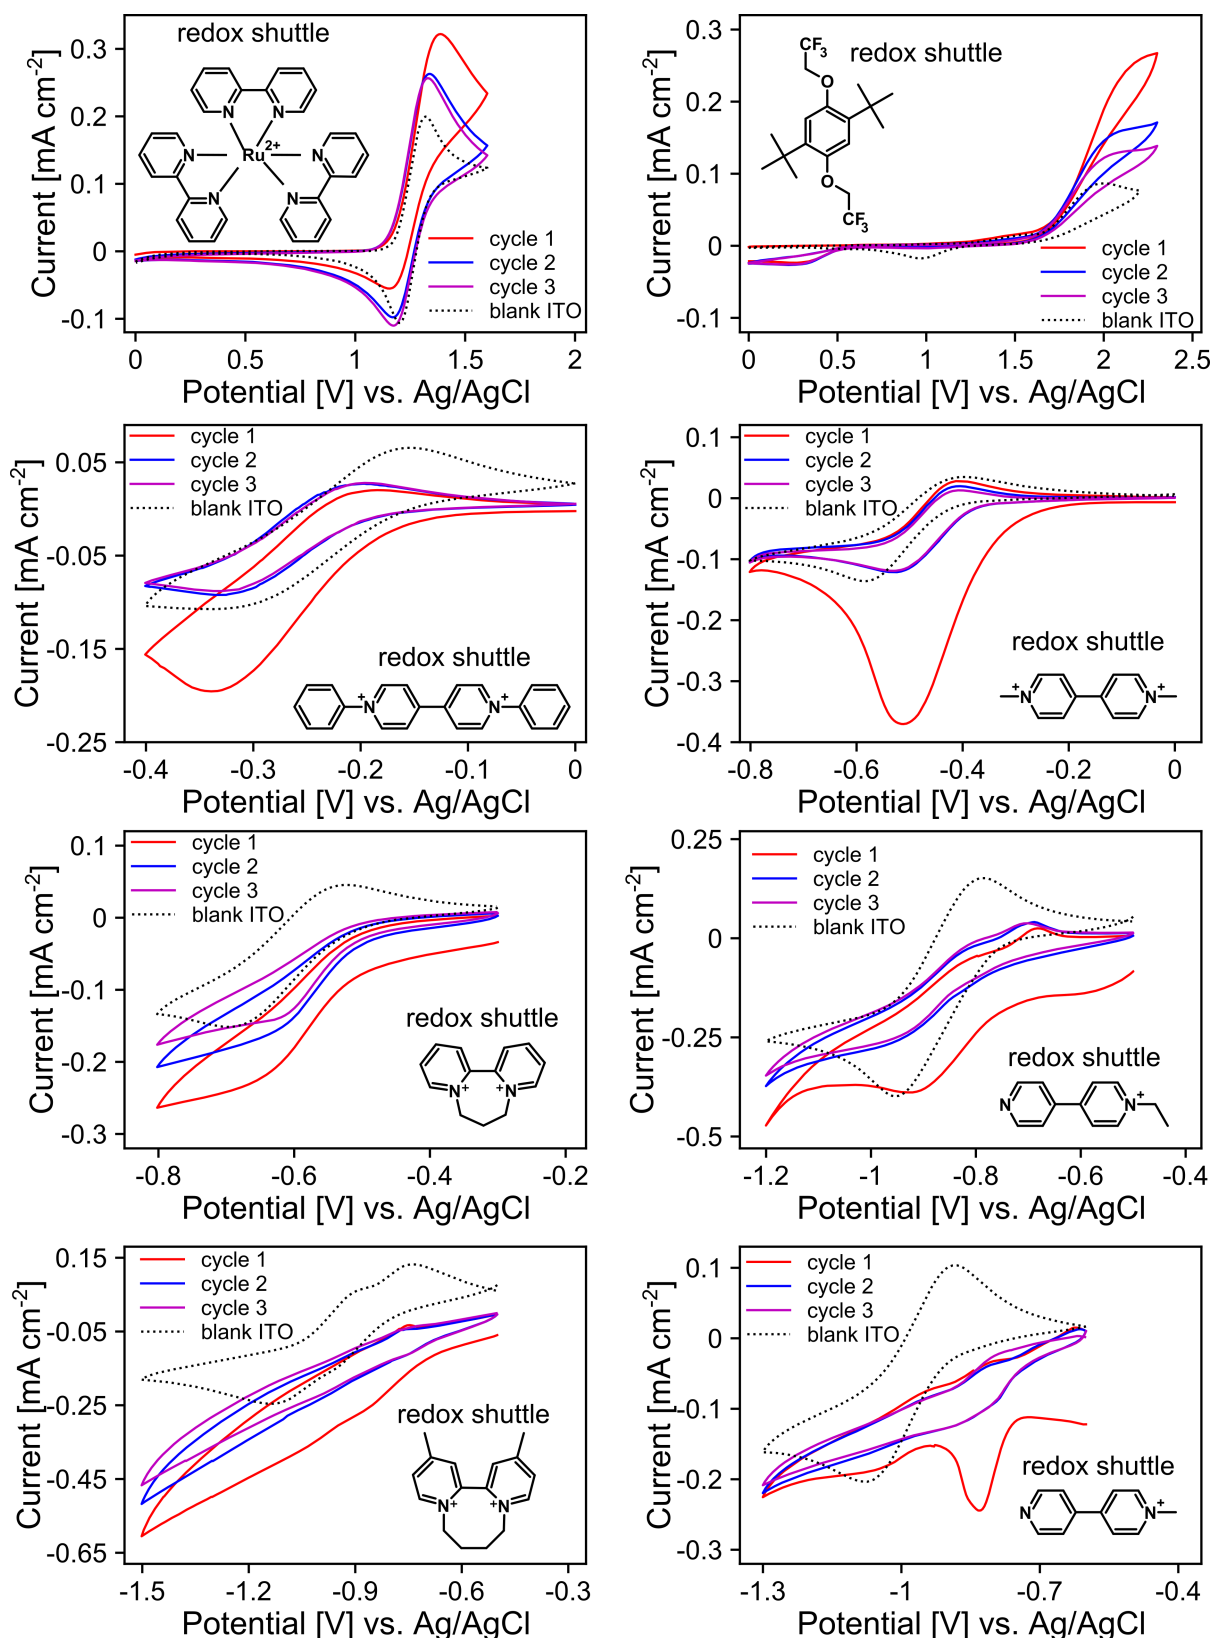 redox shuttle
Ru2+
N
N
N
N
N
N
cycle 1
cycle 2
cycle 3
blank ITO
0.3
0.2
0.1
0
-0.1
0
0.5
1
1.5
2
Current [mA cm-2]
Potential [V] vs. Ag/AgCl
redox shuttle
CF3
O
O
CF3
cycle 1
cycle 2
cycle 3
blank ITO
0.3
0.2
0.1
0
-0.1
0
0.5
1
1.5
2
2.5
Current [mA cm-2]
Potential [V] vs. Ag/AgCl
cycle 1
cycle 2
cycle 3
blank ITO
redox shuttle
+
N
N
+
0.05
-0.05
-0.15
-0.25
-0.4
-0.3
-0.2
-0.1
0
Current [mA cm-2]
Potential [V] vs. Ag/AgCl
cycle 1
cycle 2
cycle 3
blank ITO
redox shuttle
+
N
N
+
0.1
0
-0.1
-0.2
-0.3
-0.4
-0.8
-0.6
-0.4
-0.2
0
Current [mA cm-2]
Potential [V] vs. Ag/AgCl
cycle 1
cycle 2
cycle 3
blank ITO
redox shuttle
N+
+N
0.1
0
-0.1
-0.2
-0.3
-0.8
-0.6
-0.4
-0.2
Current [mA cm-2]
Potential [V] vs. Ag/AgCl
cycle 1
cycle 2
cycle 3
blank ITO
redox shuttle
N
N+
0.25
0
-0.25
-0.5
-1.2
-1
-0.8
-0.6
-0.4
Current [mA cm-2]
Potential [V] vs. Ag/AgCl
cycle 1
cycle 2
cycle 3
blank ITO
redox shuttle
N+
+N
0.15
-0.05
-0.25
-0.45
-0.65
-1.5
-1.2
-0.9
-0.6
-0.3
Current [mA cm-2]
Potential [V] vs. Ag/AgCl
cycle 1
cycle 2
cycle 3
blank ITO
redox shuttle
N
N+
0.1
0
-0.1
-0.2
-0.3
-1.3
-1
-0.7
-0.4
Current [mA cm-2]
Potential [V] vs. Ag/AgCl